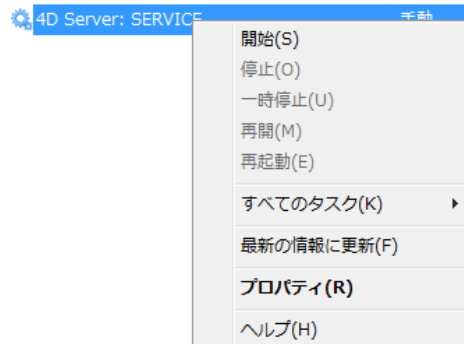 4D Server: SERVICE 手動
開始(S)
停止(O)
一時停止(U)
再開(M)
再起動(E)
すべてのタスク(K)
最新の情報に更新(F)
プロパティ(R)
ヘルプ(H)